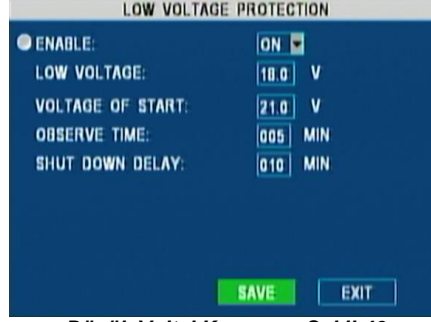 LOW VOLTAGE PROTECTION
ENABLE: ON
LOW VOLTAGE: 18.0 V
VOLTAGE OF START: 21.0 V
OBSERVE TIME: 005 MIN
SHUT DOWN DELAY: 010 MIN
SAVE EXIT